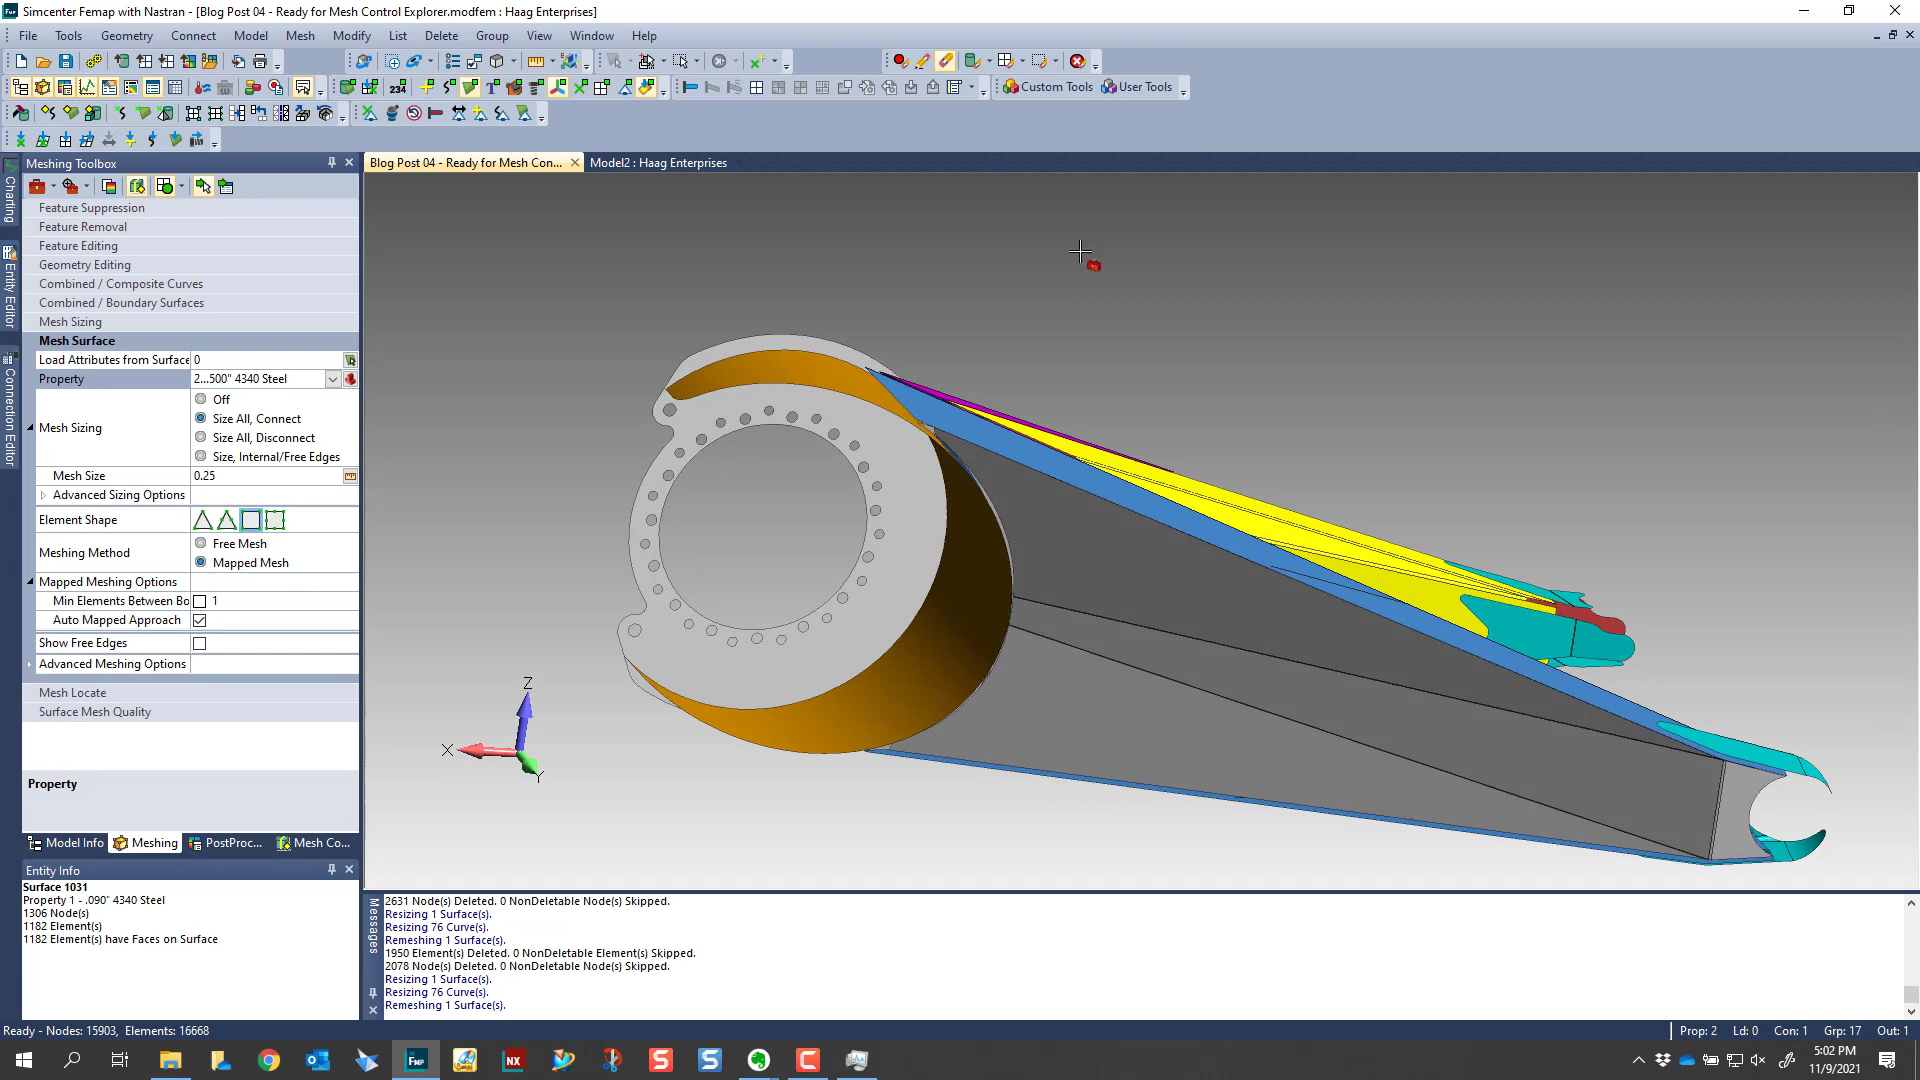 Simcenter Femap with Nastran - [Blog Post 04 - Ready for Mesh Control Explorer.modfem : Haag Enterprises]
File Tools Geometry Connect Model Mesh Modify List Delete Group View Window Help
234
Custom Tools User Tools
Meshing Toolbox
Blog Post 04 - Ready for Mesh Con... Model2 : Haag Enterprises
Charting
Entity Editor
Connection Editor
Feature Suppression
Feature Removal
Feature Editing
Geometry Editing
Combined / Composite Curves
Combined / Boundary Surfaces
Mesh Sizing
Mesh Surface
Load Attributes from Surface 0
Property 2...500" 4340 Steel
Off
Mesh Sizing Size All, Connect
Size All, Disconnect
Size, Internal/Free Edges
Mesh Size 0.25
Advanced Sizing Options
Element Shape
Meshing Method Free Mesh
Mapped Mesh
Mapped Meshing Options
Min Elements Between Bo 1
Auto Mapped Approach
Show Free Edges
Advanced Meshing Options
Mesh Locate
Surface Mesh Quality
Z
X
Y
Property
Model Info Meshing PostProc... Mesh Co...
Entity Info
Surface 1031
Property 1 - .090" 4340 Steel
1306 Node(s)
1182 Element(s)
1182 Element(s) have Faces on Surface
Messages
2631 Node(s) Deleted. 0 NonDeletable Node(s) Skipped.
Resizing 1 Surface(s).
Resizing 76 Curve(s).
Remeshing 1 Surface(s).
1950 Element(s) Deleted. 0 NonDeletable Element(s) Skipped.
2078 Node(s) Deleted. 0 NonDeletable Node(s) Skipped.
Resizing 1 Surface(s).
Resizing 76 Curve(s).
Remeshing 1 Surface(s).
Ready - Nodes: 15903, Elements: 16668
Prop: 2 Ld: 0 Con: 1 Grp: 17 Out: 1
FMP
NX
S
S
C
5:02 PM
11/9/2021